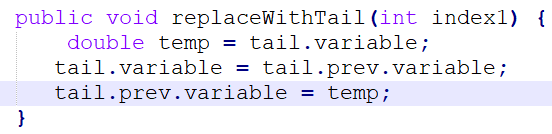 public void replaceWithTail(int index1) {
double temp = tail.variable;
tail.variable = tail.prev.variable;
tail.prev.variable = temp;
}